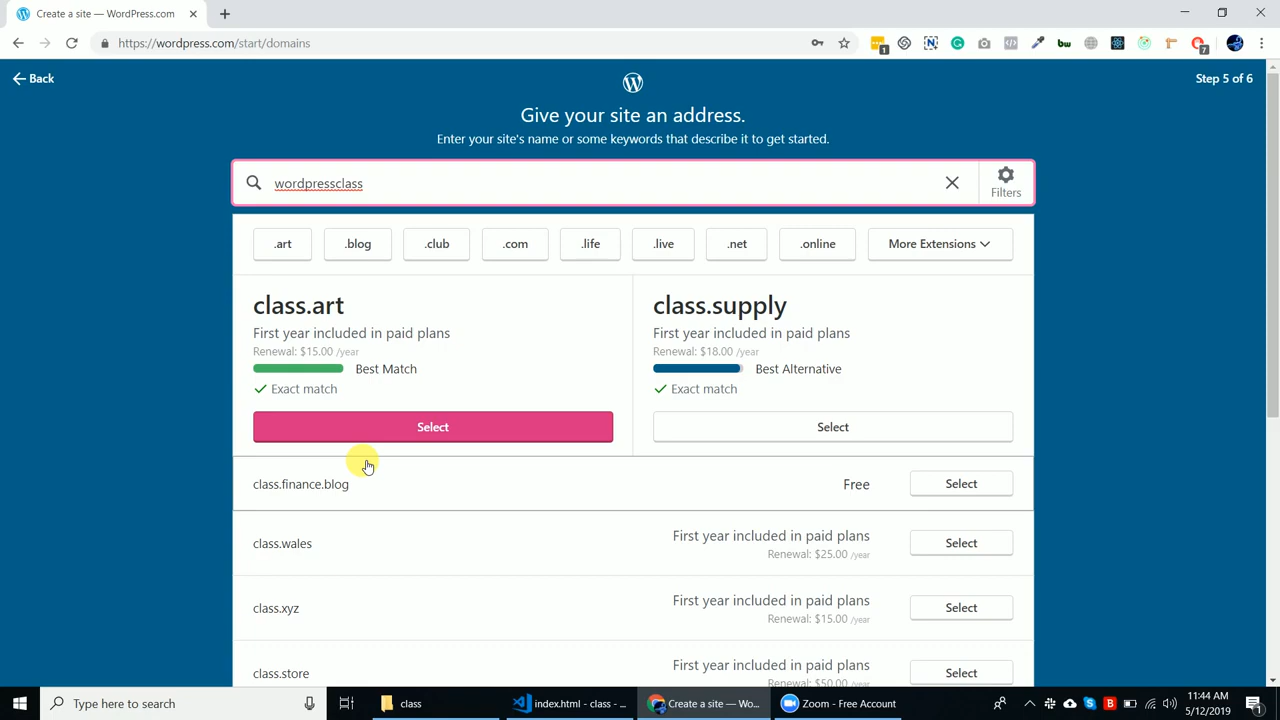 Create a site — WordPress.com
https://wordpress.com/start/domains
1
7
Back
Step 5 of 6
Give your site an address.
Enter your site's name or some keywords that describe it to get started.
wordpressclass
Filters
.art
.blog
.club
.com
.life
.live
.net
.online
More Extensions
class.art
First year included in paid plans
Renewal: $15.00 /year
Best Match
Exact match
Select
class.supply
First year included in paid plans
Renewal: $18.00 /year
Best Alternative
Exact match
Select
class.finance.blog
Free
Select
class.wales
First year included in paid plans
Renewal: $25.00 /year
Select
class.xyz
First year included in paid plans
Renewal: $15.00 /year
Select
class.store
First year included in paid plans
Renewal: $50.00 /year
Select
Type here to search
class
index.html - class - ...
Create a site — Wo...
Zoom - Free Account
11:44 AM
5/12/2019
1